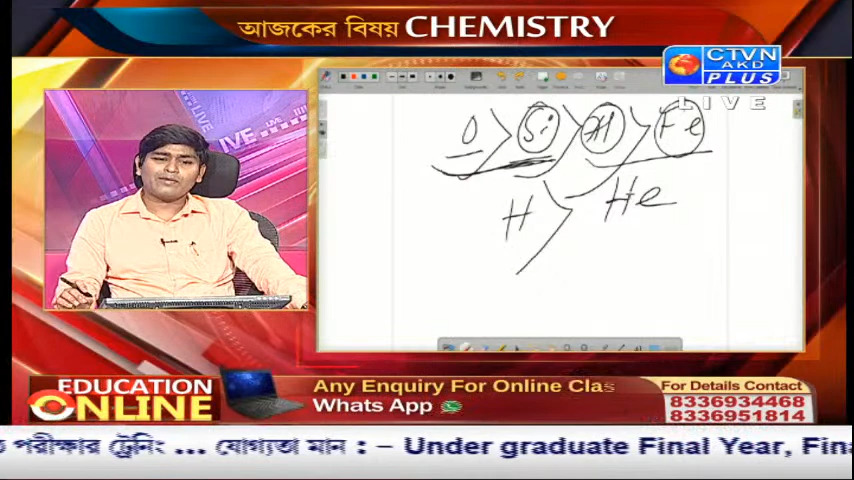 আজকের বিষয় CHEMISTRY
CTVN
AKD
PLUS
LIVE
O > Si > Al > Fe
H > He
EDUCATION
ONLINE
Any Enquiry For Online Clas
Whats App
For Details Contact
8336934468
8336951814
ত পরীক্ষার ট্রেনিং ... যোগ্যতা মান : – Under graduate Final Year, Fina